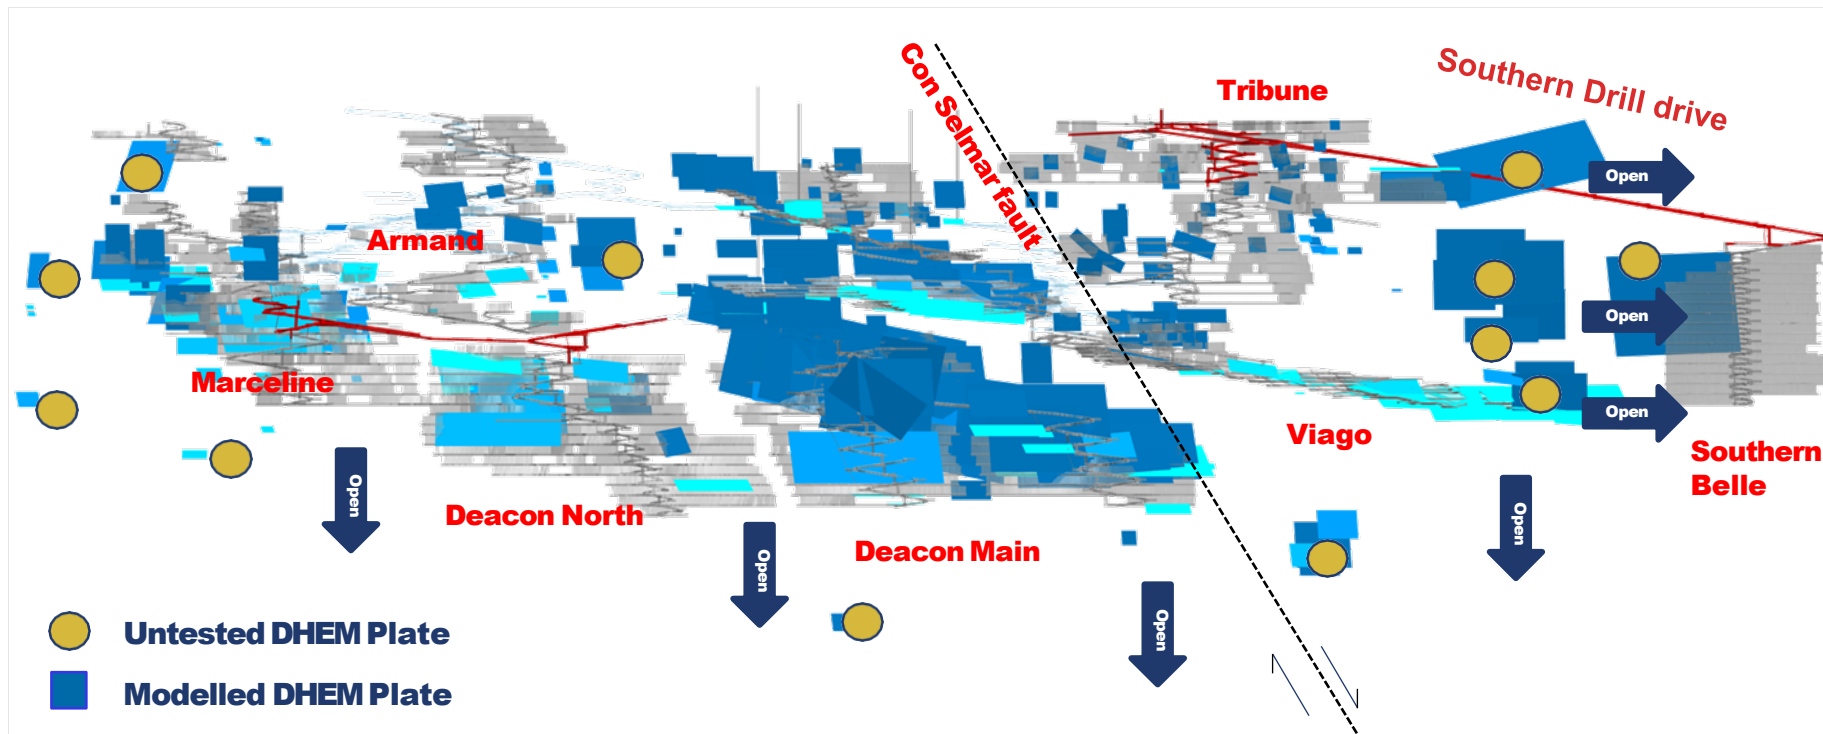 Southern Drill drive
Tribune
Con Selmar fault
Open
Armand
Open
Marceline
Open
Viago
Southern
Belle
Open
Open
Deacon North
Open
Deacon Main
Open
Untested DHEM Plate
Modelled DHEM Plate